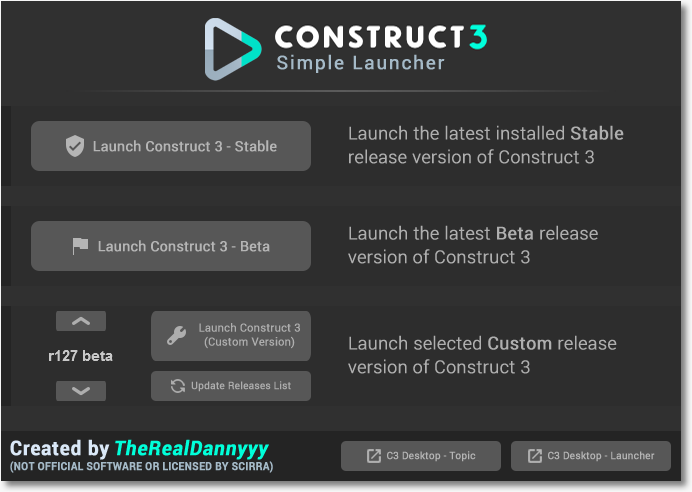 CONSTRUCT 3
Simple Launcher
Launch Construct 3 - Stable
Launch the latest installed Stable
release version of Construct 3
Launch Construct 3 - Beta
Launch the latest Beta release
version of Construct 3
r127 beta
Launch Construct 3
(Custom Version)
Update Releases List
Launch selected Custom release
version of Construct 3
Created by TheRealDannyyy
(NOT OFFICIAL SOFTWARE OR LICENSED BY SCIRRA)
C3 Desktop - Topic
C3 Desktop - Launcher